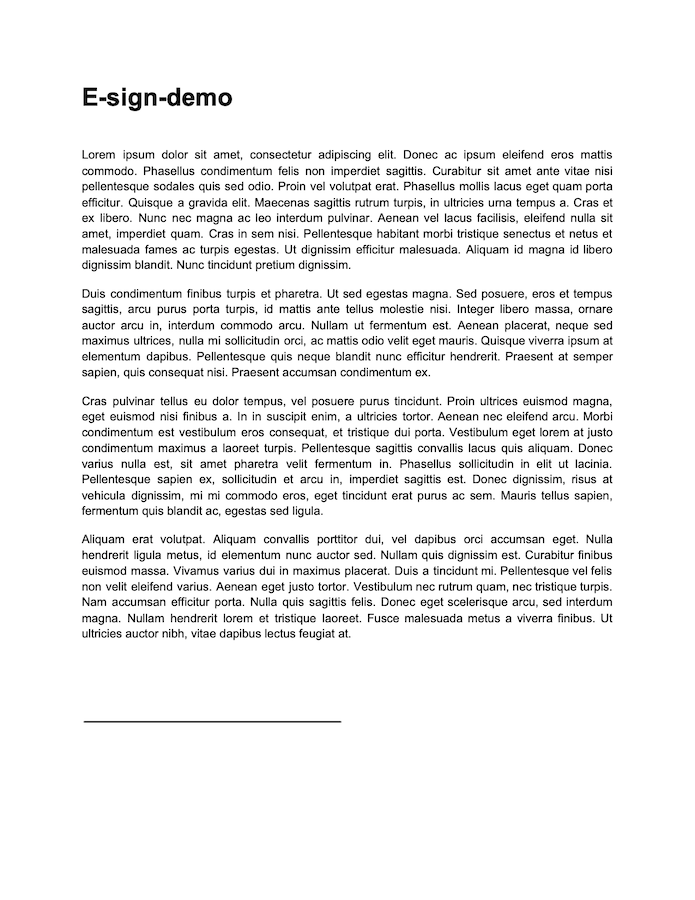 E-sign-demo
Lorem ipsum dolor sit amet, consectetur adipiscing elit. Donec ac ipsum eleifend eros mattis
commodo. Phasellus condimentum felis non imperdiet sagittis. Curabitur sit amet ante vitae nisi
pellentesque sodales quis sed odio. Proin vel volutpat erat. Phasellus mollis lacus eget quam porta
efficitur. Quisque a gravida elit. Maecenas sagittis rutrum turpis, in ultricies urna tempus a. Cras et
ex libero. Nunc nec magna ac leo interdum pulvinar. Aenean vel lacus facilisis, eleifend nulla sit
amet, imperdiet quam. Cras in sem nisi. Pellentesque habitant morbi tristique senectus et netus et
malesuada fames ac turpis egestas. Ut dignissim efficitur malesuada. Aliquam id magna id libero
dignissim blandit. Nunc tincidunt pretium dignissim.
Duis condimentum finibus turpis et pharetra. Ut sed egestas magna. Sed posuere, eros et tempus
sagittis, arcu purus porta turpis, id mattis ante tellus molestie nisi. Integer libero massa, ornare
auctor arcu in, interdum commodo arcu. Nullam ut fermentum est. Aenean placerat, neque sed
maximus ultrices, nulla mi sollicitudin orci, ac mattis odio velit eget mauris. Quisque viverra ipsum at
elementum dapibus. Pellentesque quis neque blandit nunc efficitur hendrerit. Praesent at semper
sapien, quis consequat nisi. Praesent accumsan condimentum ex.
Cras pulvinar tellus eu dolor tempus, vel posuere purus tincidunt. Proin ultrices euismod magna,
eget euismod nisi finibus a. In in suscipit enim, a ultricies tortor. Aenean nec eleifend arcu. Morbi
condimentum est vestibulum eros consequat, et tristique dui porta. Vestibulum eget lorem at justo
condimentum maximus a laoreet turpis. Pellentesque sagittis convallis lacus quis aliquam. Donec
varius nulla est, sit amet pharetra velit fermentum in. Phasellus sollicitudin in elit ut lacinia.
Pellentesque sapien ex, sollicitudin et arcu in, imperdiet sagittis est. Donec dignissim, risus at
vehicula dignissim, mi mi commodo eros, eget tincidunt erat purus ac sem. Mauris tellus sapien,
fermentum quis blandit ac, egestas sed ligula.
Aliquam erat volutpat. Aliquam convallis porttitor dui, vel dapibus orci accumsan eget. Nulla
hendrerit ligula metus, id elementum nunc auctor sed. Nullam quis dignissim est. Curabitur finibus
euismod massa. Vivamus varius dui in maximus placerat. Duis a tincidunt mi. Pellentesque vel felis
non velit eleifend varius. Aenean eget justo tortor. Vestibulum nec rutrum quam, nec tristique turpis.
Nam accumsan efficitur porta. Nulla quis sagittis felis. Donec eget scelerisque arcu, sed interdum
magna. Nullam hendrerit lorem et tristique laoreet. Fusce malesuada metus a viverra finibus. Ut
ultricies auctor nibh, vitae dapibus lectus feugiat at.